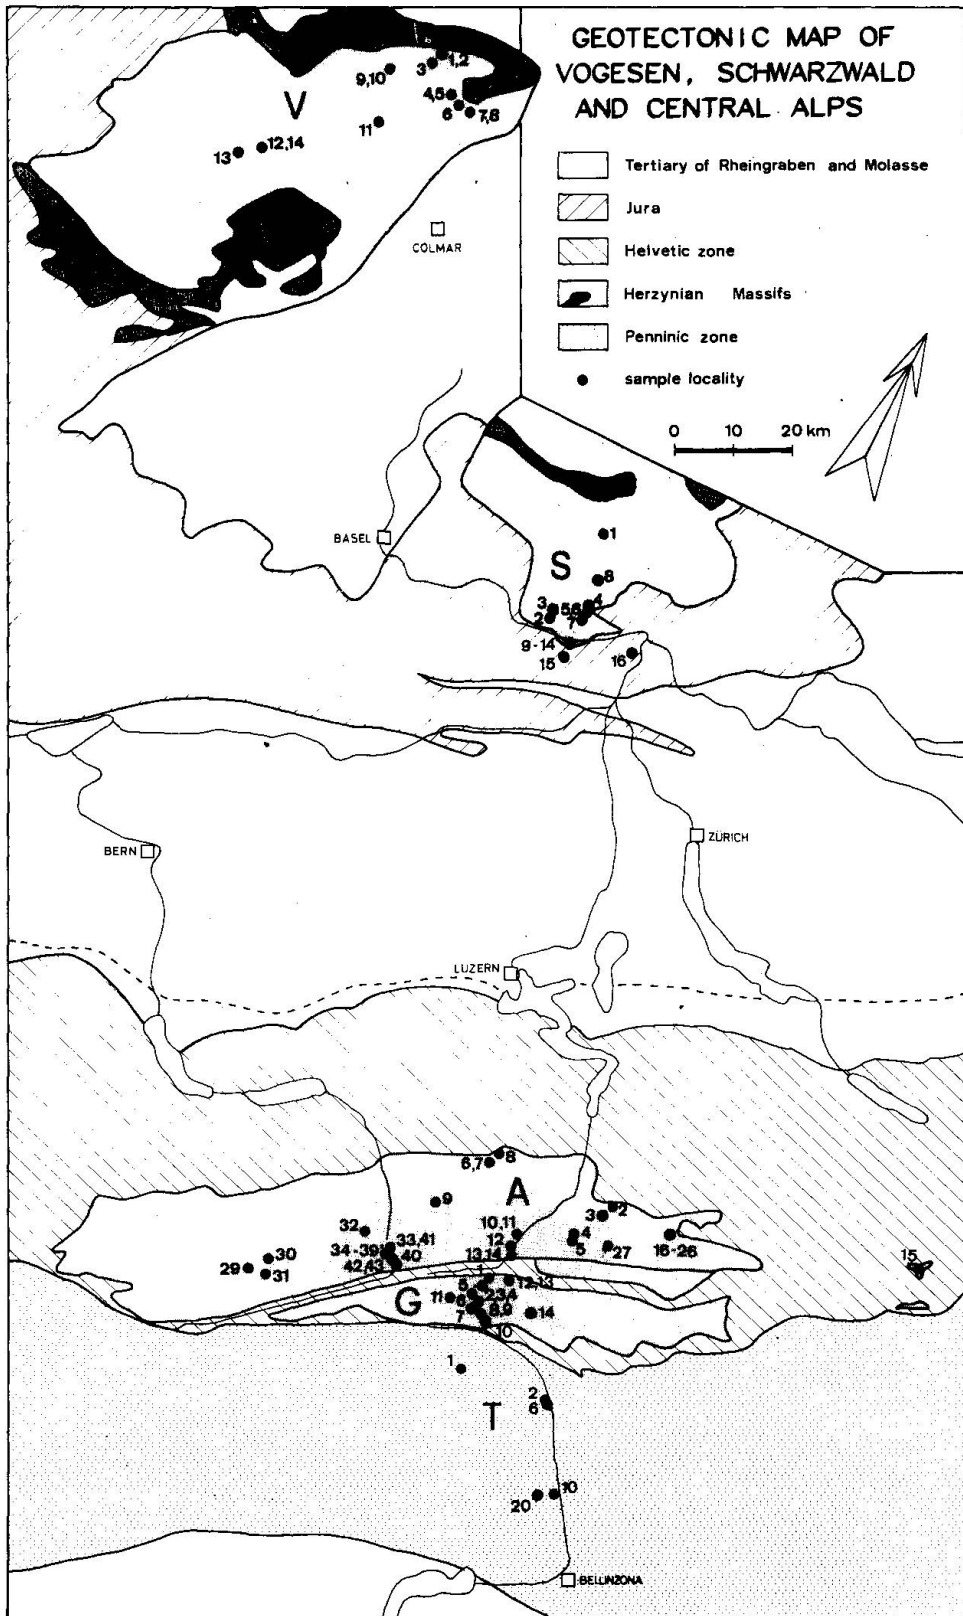 GEOTECTONIC MAP OF
VOGESEN, SCHWARZWALD
AND CENTRAL ALPS
Tertiary of Rheingraben and Molasse
Jura
Helvetic zone
Herzynian Massifs
Penninic zone
sample locality
0 10 20 km
1,2
3
9,10
4,5
6
7,8
V
11
12,14
13
COLMAR
BASEL
1
S
8
3
5,6
4
2
7
9-14
15
16
BERN
ZÜRICH
LUZERN
6,7
8
9
A
2
3
32
10,11
4
33,41
12
5
16-26
34-39
40
13,14
27
30
42,43
15
29
31
1
12,13
5
11
6
2,3,4
G
8,9
14
7
10
1
2
T
6
10
20
BELLINZONA